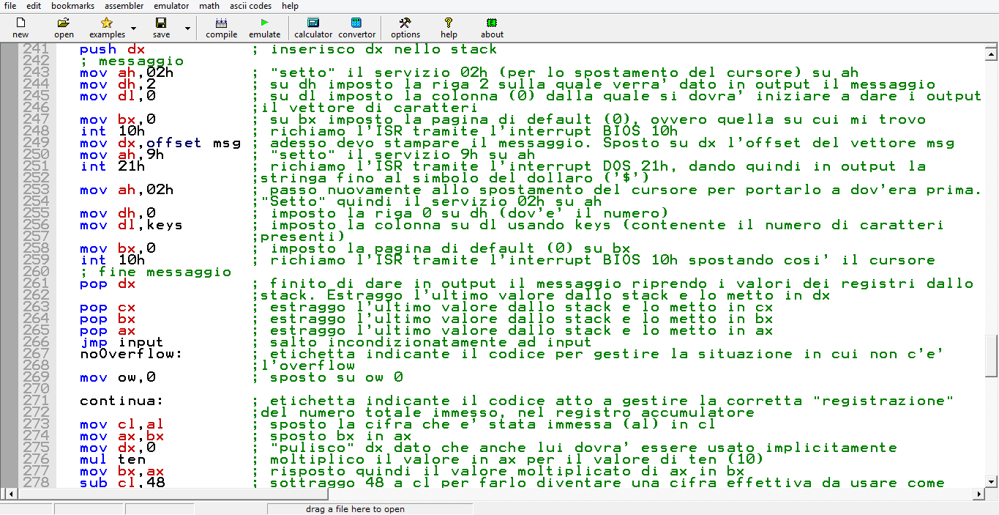 file edit bookmarks assembler emulator math ascii codes help
new open examples save compile emulate calculator convertor options help about
241 push dx ; inserisco dx nello stack
242 ; messaggio
243 mov ah,02h ; "setto" il servizio 02h (per lo spostamento del cursore) su ah
244 mov dh,2 ; su dh imposto la riga 2 sulla quale verra' dato in output il messaggio
245 mov dl,0 ; su dl imposto la colonna (0) dalla quale si dovra' iniziare a dare i output
246 ;il vettore di caratteri
247 mov bx,0 ; su bx imposto la pagina di default (0), ovvero quella su cui mi trovo
248 int 10h ; richiamo l'ISR tramite l'interrupt BIOS 10h
249 mov dx,offset msg ; adesso devo stampare il messaggio. Sposto su dx l'offset del vettore msg
250 mov ah,9h ; "setto" il servizio 9h su ah
251 int 21h ; richiamo l'ISR tramite l'interrupt DOS 21h, dando quindi in output la
252 ;stringa fino al simbolo del dollaro ('$')
253 mov ah,02h ; passo nuovamente allo spostamento del cursore per portarlo a dov'era prima.
254 ;"Setto" quindi il servizio 02h su ah
255 mov dh,0 ; imposto la riga 0 su dh (dov'e' il numero)
256 mov dl,keys ; imposto la colonna su dl usando keys (contenente il numero di caratteri
257 ;presenti)
258 mov bx,0 ; imposto la pagina di default (0) su bx
259 int 10h ; richiamo l'ISR tramite l'interrupt BIOS 10h spostando cosi' il cursore
260 ; fine messaggio
261 pop dx ; finito di dare in output il messaggio riprendo i valori dei registri dallo
262 ;stack. Estraggo l'ultimo valore dallo stack e lo metto in dx
263 pop cx ; estraggo l'ultimo valore dallo stack e lo metto in cx
264 pop bx ; estraggo l'ultimo valore dallo stack e lo metto in bx
265 pop ax ; estraggo l'ultimo valore dallo stack e lo metto in ax
266 jmp input ; salto incondizionatamente ad input
267 noOverflow: ; etichetta indicante il codice per gestire la situazione in cui non c'e'
268 ;l'overflow
269 mov ow,0 ; sposto su ow 0
270
271 continua: ; etichetta indicante il codice atto a gestire la corretta "registrazione"
272 ;del numero totale immesso, nel registro accumulatore
273 mov cl,al ; sposto la cifra che e' stata immessa (al) in cl
274 mov ax,bx ; sposto bx in ax
275 mov dx,0 ; "pulisco" dx dato che anche lui dovra' essere usato implicitamente
276 mul ten ; moltiplico il valore in ax per il valore di ten (10)
277 mov bx,ax ; risposto quindi il valore moltiplicato di ax in bx
278 sub cl,48 ; sottraggo 48 a cl per farlo diventare una cifra effettiva da usare come
drag a file here to open